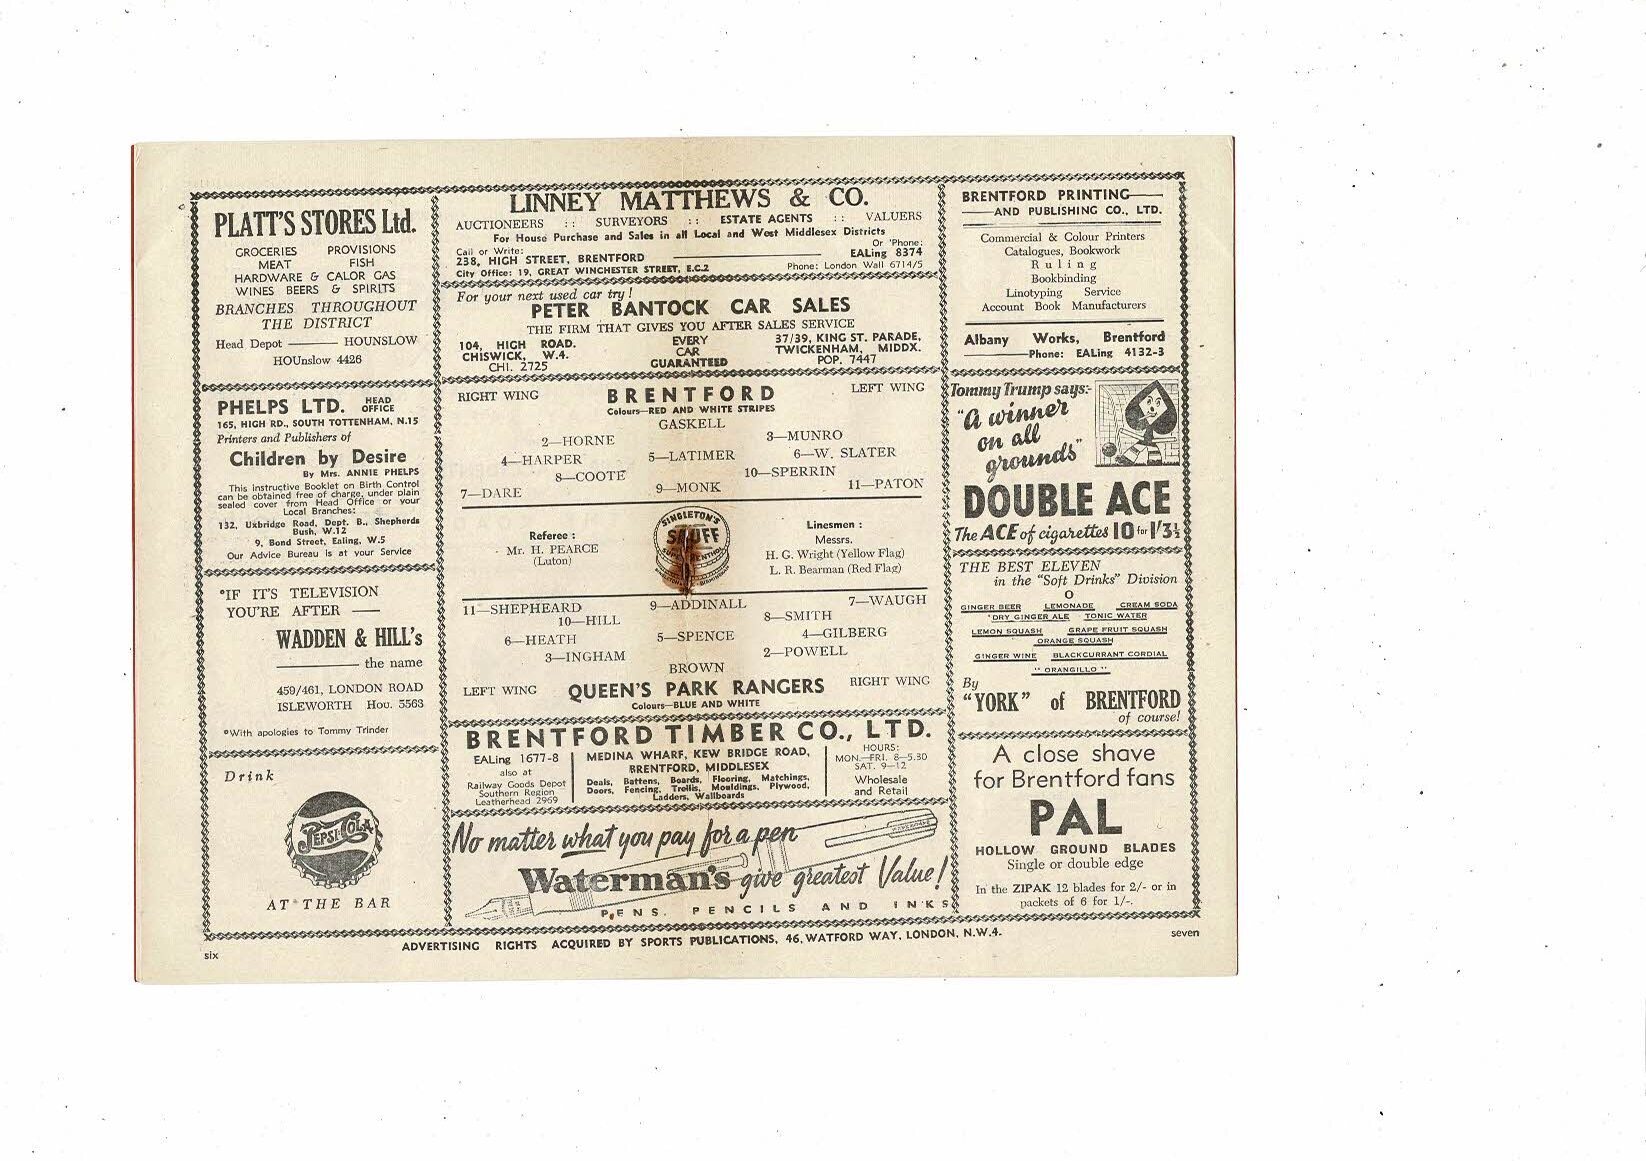 PLATT'S STORES Ltd.
GROCERIES PROVISIONS
MEAT FISH
HARDWARE & CALOR GAS
WINES BEERS & SPIRITS
BRANCHES THROUGHOUT
THE DISTRICT
Head Depot ——— HOUNSLOW
HOUnslow 4426
PHELPS LTD. HEAD OFFICE
165, HIGH RD., SOUTH TOTTENHAM, N.15
Printers and Publishers of
Children by Desire
By Mrs. ANNIE PHELPS
This instructive Booklet on Birth Control
can be obtained free of charge, under plain
sealed cover from Head Office or your
Local Branches:
132, Uxbridge Road, Dept. B., Shepherds
Bush, W.12
9, Bond Street, Ealing, W.5
Our Advice Bureau is at your Service
*IF IT'S TELEVISION
YOU'RE AFTER —
WADDEN & HILL's
——— the name
459/461, LONDON ROAD
ISLEWORTH Hou. 5563
*With apologies to Tommy Trinder
Drink
PEPSI-COLA
AT THE BAR
LINNEY MATTHEWS & CO.
AUCTIONEERS :: SURVEYORS :: ESTATE AGENTS :: VALUERS
For House Purchase and Sales in all Local and West Middlesex Districts
Call or Write: Or 'Phone:
238, HIGH STREET, BRENTFORD ——— EALing 8374
City Office: 19, GREAT WINCHESTER STREET, E.C.2 Phone: London Wall 6714/5
For your next used car try!
PETER BANTOCK CAR SALES
THE FIRM THAT GIVES YOU AFTER SALES SERVICE
104, HIGH ROAD. EVERY 37/39, KING ST. PARADE,
CHISWICK, W.4. CAR TWICKENHAM, MIDDX.
CHI. 2725 GUARANTEED POP. 7447
RIGHT WING BRENTFORD LEFT WING
Colours—RED AND WHITE STRIPES
GASKELL
2—HORNE 3—MUNRO
4—HARPER 5—LATIMER 6—W. SLATER
8—COOTE 10—SPERRIN
7—DARE 9—MONK 11—PATON
Referee :
Mr. H. PEARCE
(Luton)
SINGLETON'S
SNUFF
Linesmen :
Messrs.
H. G. Wright (Yellow Flag)
L. R. Bearman (Red Flag)
11—SHEPHEARD 9—ADDINALL 7—WAUGH
10—HILL 8—SMITH
6—HEATH 5—SPENCE 4—GILBERG
3—INGHAM 2—POWELL
BROWN
LEFT WING QUEEN'S PARK RANGERS RIGHT WING
Colours—BLUE AND WHITE
BRENTFORD TIMBER CO., LTD.
EALing 1677-8
also at
Railway Goods Depot
Southern Region
Leatherhead 2969
MEDINA WHARF, KEW BRIDGE ROAD,
BRENTFORD, MIDDLESEX
Deals, Battens, Boards, Flooring, Matchings,
Doors, Fencing, Trellis, Mouldings, Plywood,
Ladders, Wallboards
HOURS:
MON.—FRI. 8—5.30
SAT. 9—12
Wholesale
and Retail
No matter what you pay for a pen
Waterman's give greatest Value!
PENS, PENCILS AND INKS
BRENTFORD PRINTING——
——AND PUBLISHING CO., LTD.
Commercial & Colour Printers
Catalogues, Bookwork
Ruling
Bookbinding
Linotyping Service
Account Book Manufacturers
Albany Works, Brentford
——Phone: EALing 4132-3
Tommy Trump says:-
"A winner
on all
grounds"
DOUBLE ACE
The ACE of cigarettes 10 for 1/3½
THE BEST ELEVEN
in the "Soft Drinks" Division
O
GINGER BEER LEMONADE CREAM SODA
DRY GINGER ALE TONIC WATER
LEMON SQUASH GRAPE FRUIT SQUASH
ORANGE SQUASH
GINGER WINE BLACKCURRANT CORDIAL
" ORANGILLO "
By
"YORK" of BRENTFORD
of course!
A close shave
for Brentford fans
PAL
HOLLOW GROUND BLADES
Single or double edge
In the ZIPAK 12 blades for 2/- or in
packets of 6 for 1/-.
ADVERTISING RIGHTS ACQUIRED BY SPORTS PUBLICATIONS, 46, WATFORD WAY, LONDON, N.W.4.
six
seven